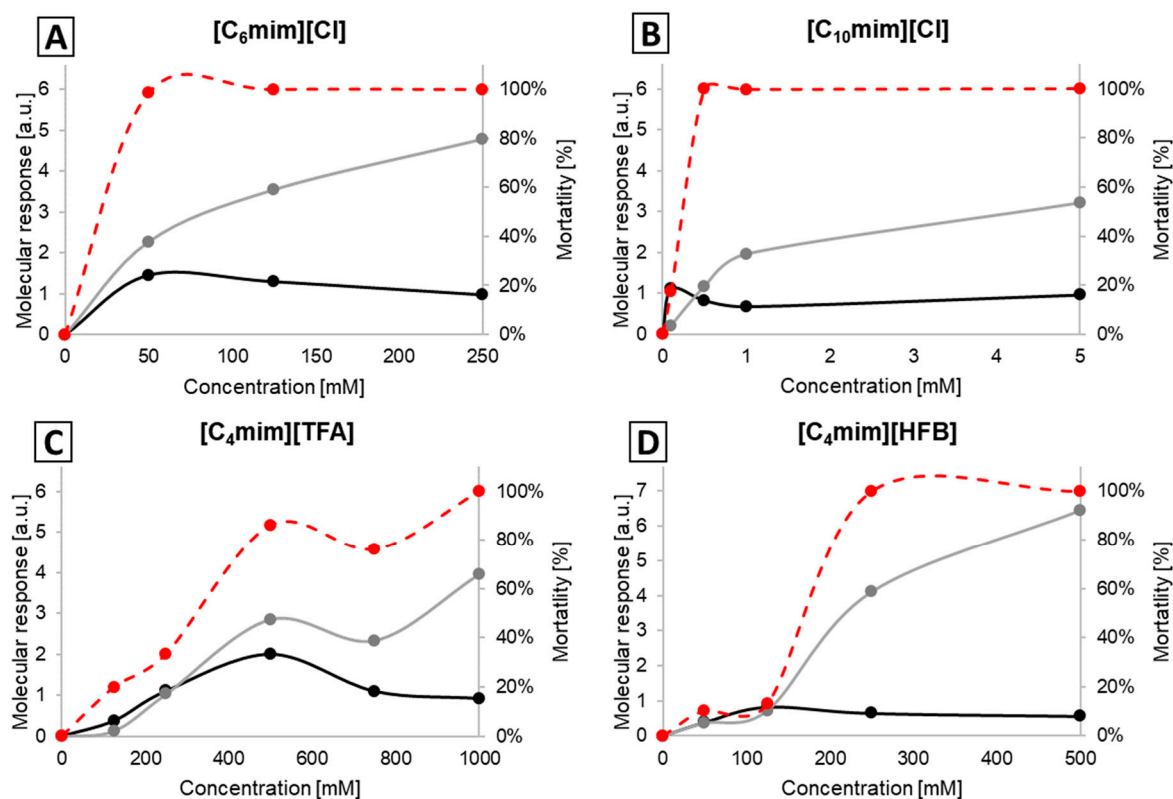 A
[C₆mim][Cl]
Molecular response [a.u.]
6
5
4
3
2
1
0
100%
80%
60%
40%
20%
0%
Mortatlity [%]
0 50 100 150 200 250
Concentration [mM]
B
[C₁₀mim][Cl]
Molecular response [a.u.]
6
5
4
3
2
1
0
100%
80%
60%
40%
20%
0%
Mortatlity [%]
0 1 2 3 4 5
Concentration [mM]
C
[C₄mim][TFA]
Molecular response [a.u.]
6
5
4
3
2
1
0
100%
80%
60%
40%
20%
0%
Mortatlity [%]
0 200 400 600 800 1000
Concentration [mM]
D
[C₄mim][HFB]
Molecular response [a.u.]
7
6
5
4
3
2
1
0
100%
80%
60%
40%
20%
0%
Mortatlity [%]
0 100 200 300 400 500
Concentration [mM]